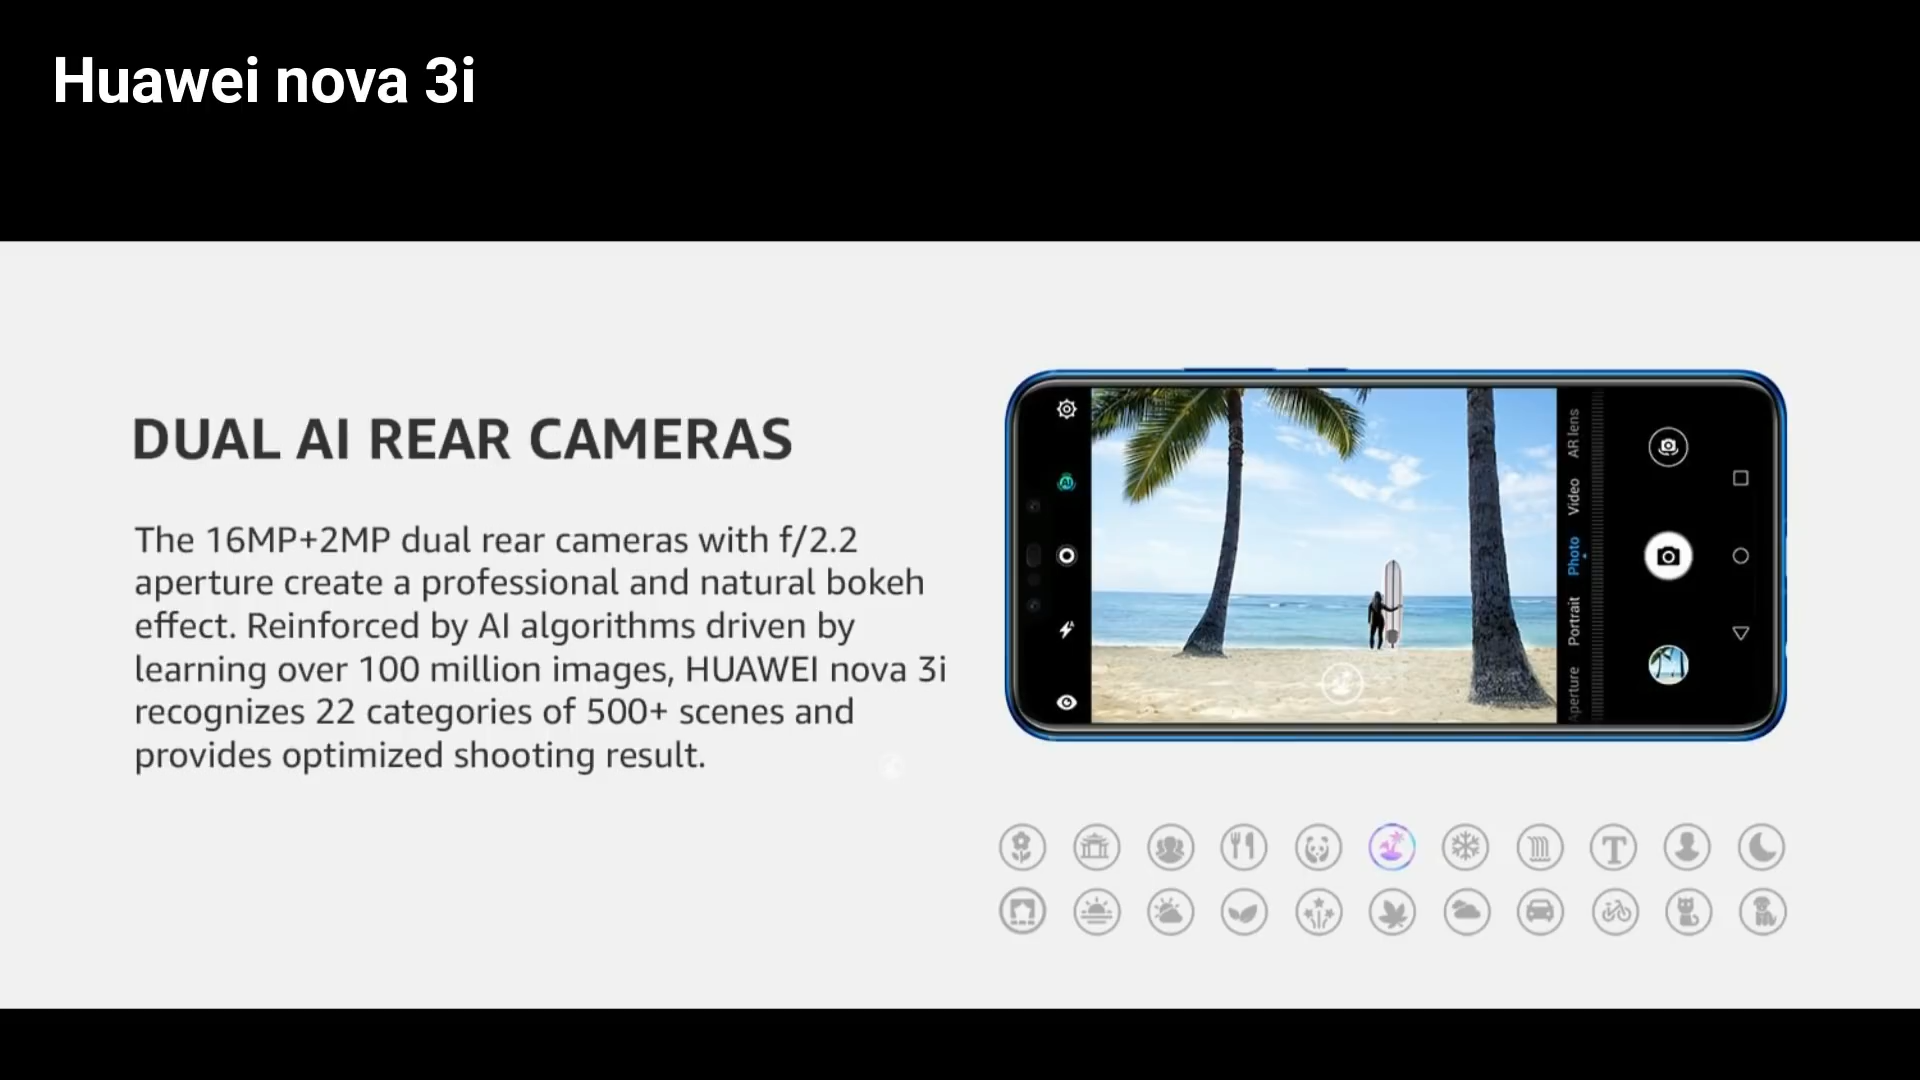 Huawei nova 3i
DUAL AI REAR CAMERAS
The 16MP+2MP dual rear cameras with f/2.2
aperture create a professional and natural bokeh
effect. Reinforced by AI algorithms driven by
learning over 100 million images, HUAWEI nova 3i
recognizes 22 categories of 500+ scenes and
provides optimized shooting result.
AI
A
AR lens
Video
Photo
Portrait
Aperture
T